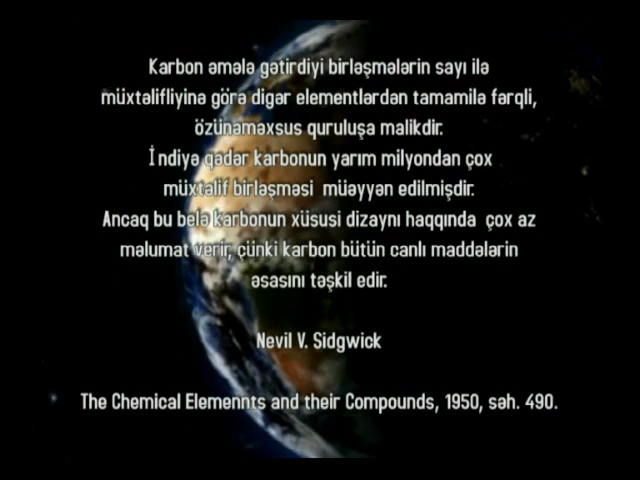 Karbon əmələ gətirdiyi birləşmələrin sayı ilə
müxtəlifliyinə görə digər elementlərdən tamamilə fərqli,
özünəməxsus quruluşa malikdir.
İndiyə qədər karbonun yarım milyondan çox
müxtəlif birləşməsi müəyyən edilmişdir.
Ancaq bu belə karbonun xüsusi dizaynı haqqında çox az
məlumat verir, çünki karbon bütün canlı maddələrin
əsasını təşkil edir.
Nevil V. Sidgwick
The Chemical Elemennts and their Compounds, 1950, səh. 490.